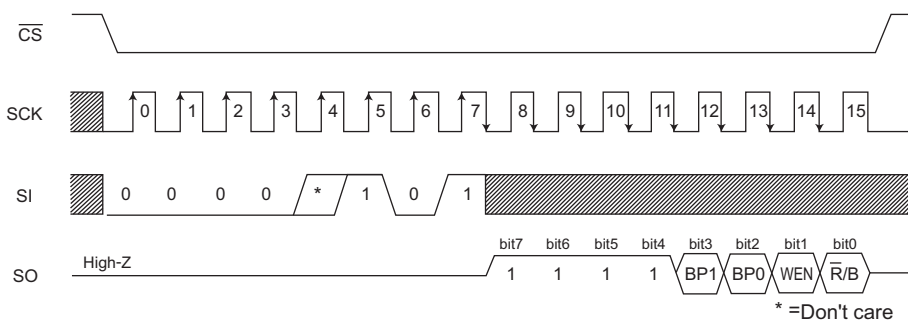 CS
SCK 0 1 2 3 4 5 6 7 8 9 10 11 12 13 14 15
SI 0 0 0 0 * 1 0 1
bit7 bit6 bit5 bit4 bit3 bit2 bit1 bit0
SO High-Z 1 1 1 1 BP1 BP0 WEN R/B
* =Don't care